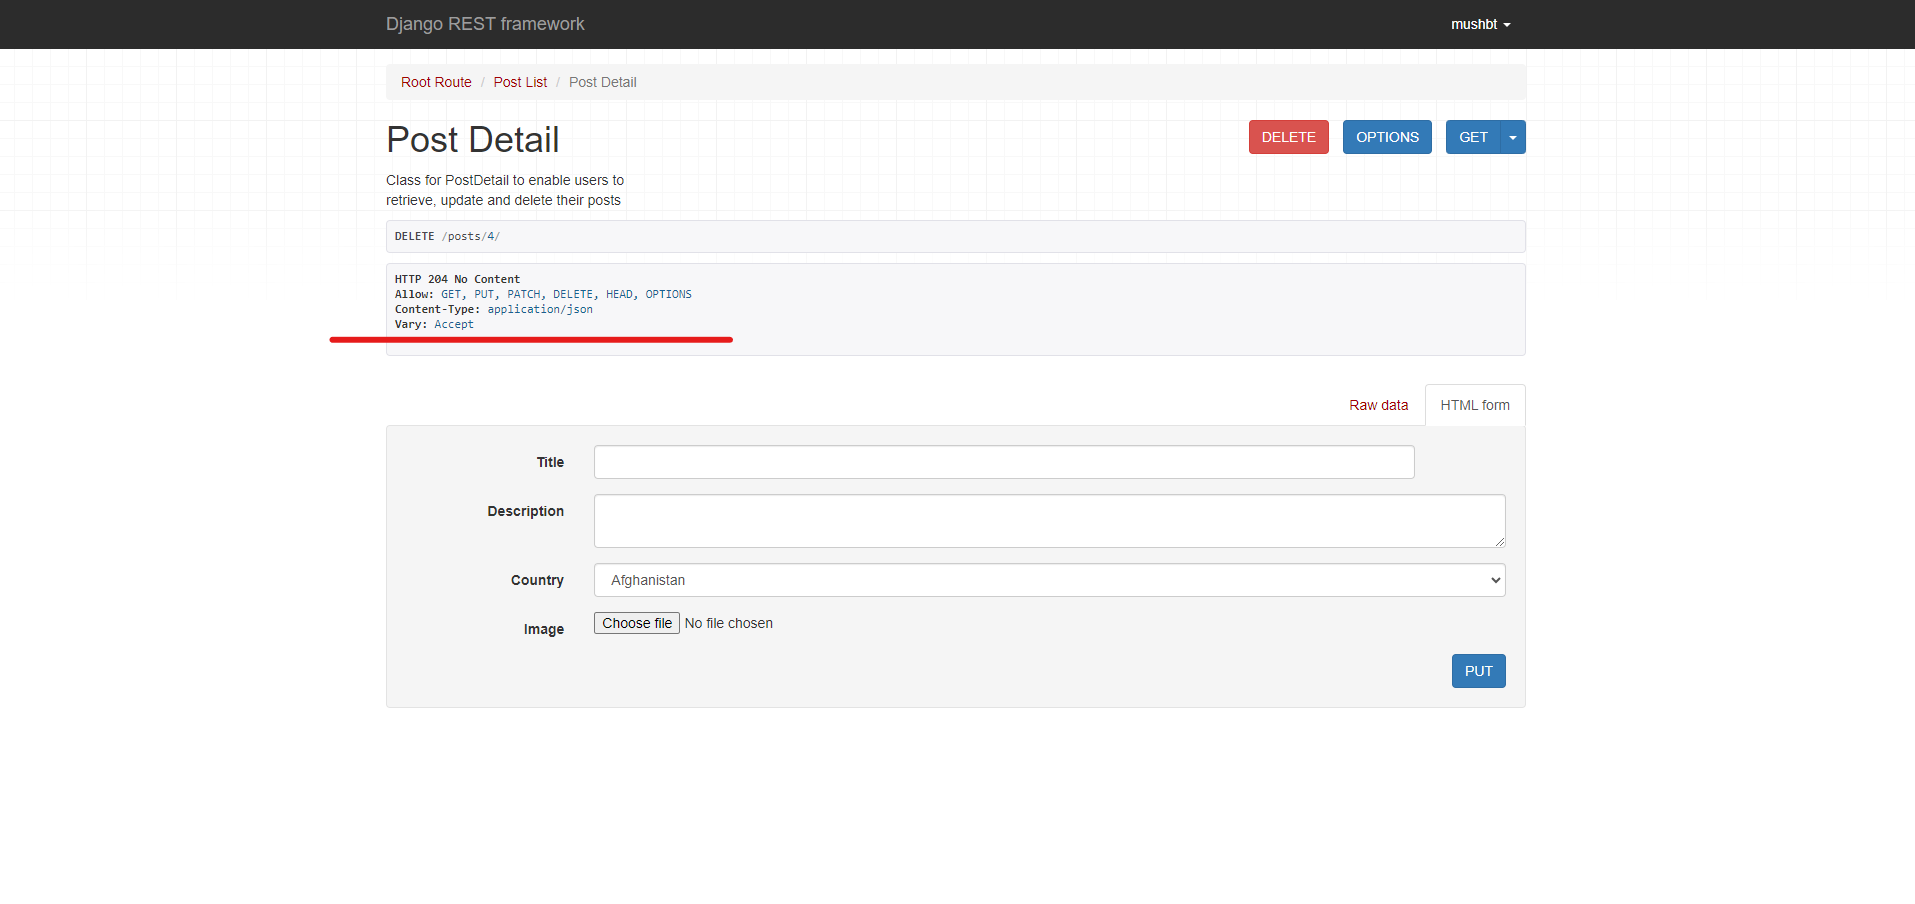 Django REST framework
mushbt
Root Route / Post List / Post Detail
Post Detail
DELETE
OPTIONS
GET
Class for PostDetail to enable users to
retrieve, update and delete their posts
DELETE /posts/4/
HTTP 204 No Content
Allow: GET, PUT, PATCH, DELETE, HEAD, OPTIONS
Content-Type: application/json
Vary: Accept
Raw data
HTML form
Title
Description
Country
Afghanistan
Image
Choose file No file chosen
PUT